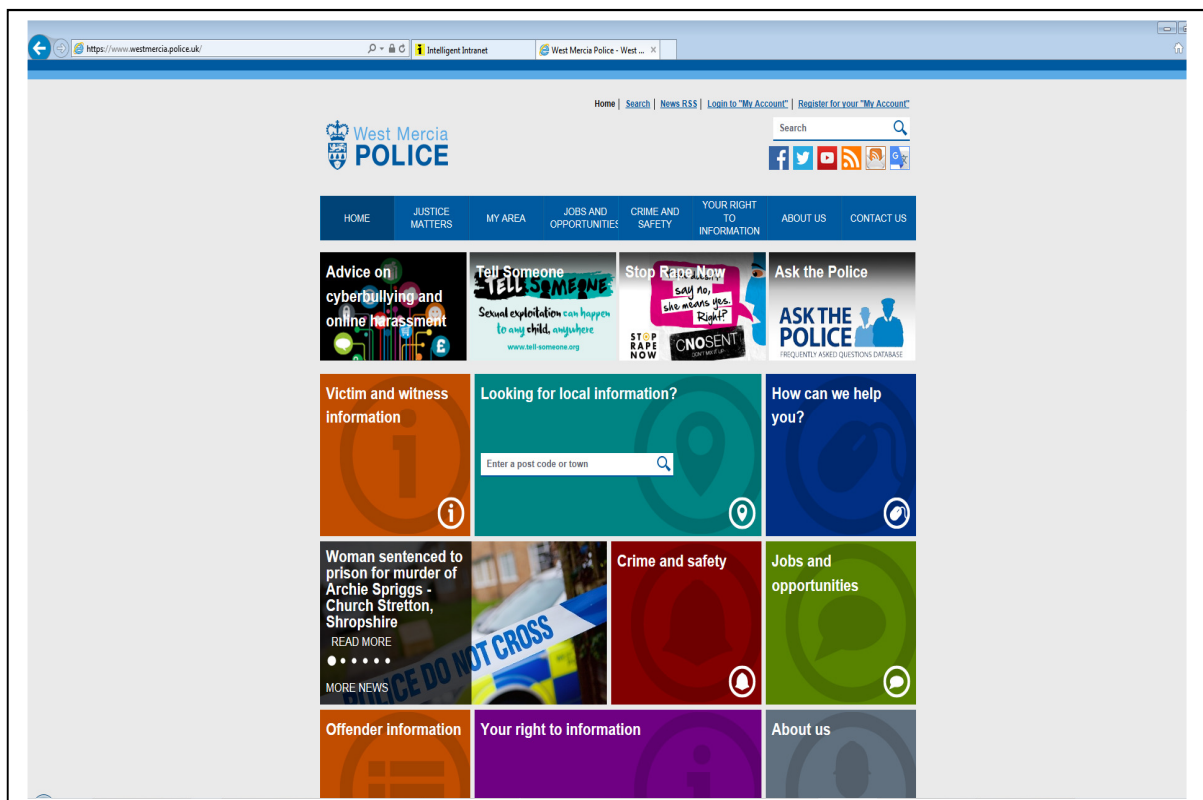 https://www.westmercia.police.uk/
Intelligent Intranet
West Mercia Police - West ...
Home | Search | News RSS | Login to "My Account" | Register for your "My Account"
West Mercia
POLICE
Search
HOME
JUSTICE
MATTERS
MY AREA
JOBS AND
OPPORTUNITIES
CRIME AND
SAFETY
YOUR RIGHT
TO
INFORMATION
ABOUT US
CONTACT US
Advice on
cyberbullying and
online harassment
Tell Someone
TELL SOMEONE
Sexual exploitation can happen
to any child, anywhere
www.tell-someone.org
Stop Rape Now
say no,
she means yes.
Right?
STOP
RAPE
NOW
CNOSENT
DON'T MIX IT UP
Ask the Police
ASK THE
POLICE
FREQUENTLY ASKED QUESTIONS DATABASE
Victim and witness
information
Looking for local information?
Enter a post code or town
How can we help
you?
Woman sentenced to
prison for murder of
Archie Spriggs -
Church Stretton,
Shropshire
READ MORE
MORE NEWS
POLICE DO NOT CROSS
Crime and safety
Jobs and
opportunities
Offender information
Your right to information
About us